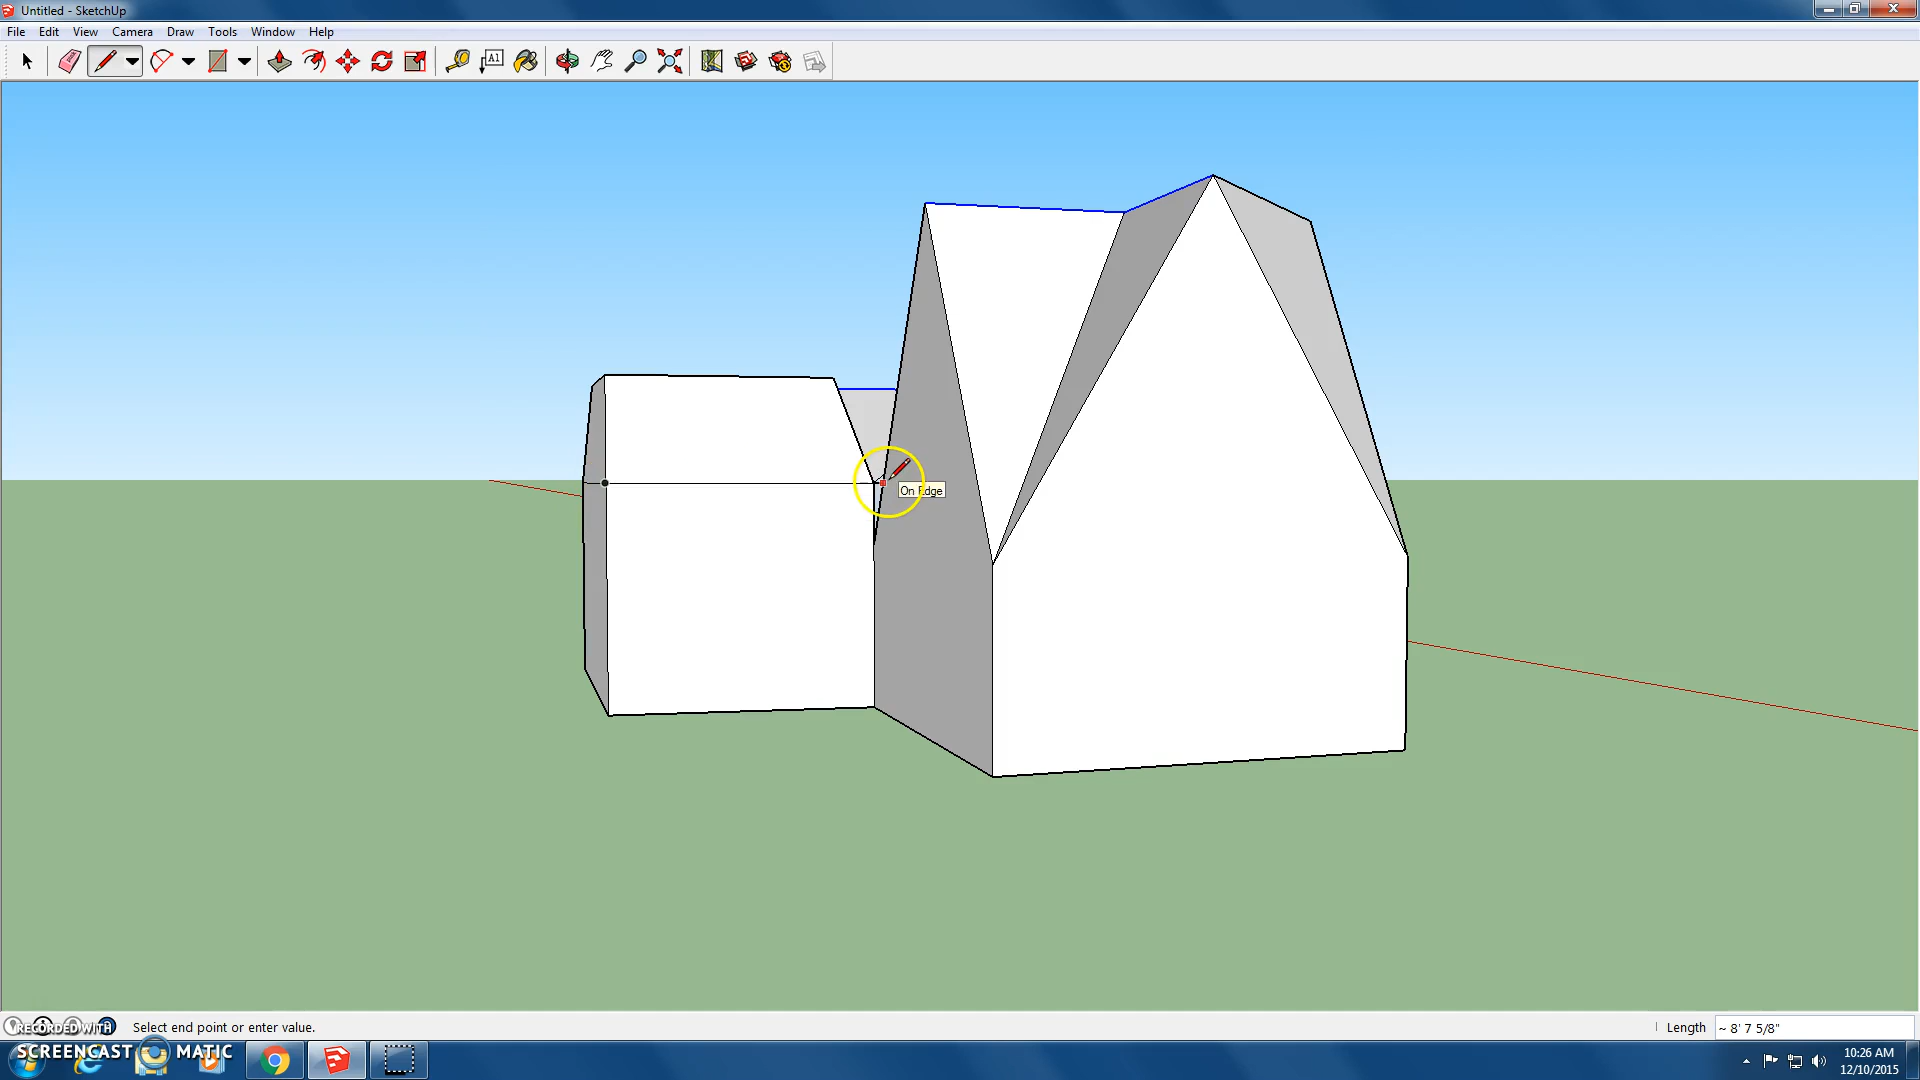 Untitled - SketchUp
File Edit View Camera Draw Tools Window Help
A1
On Edge
RECORDED WITH
Select end point or enter value.
Length ~ 8' 7 5/8"
SCREENCAST MATIC
10:26 AM
12/10/2015